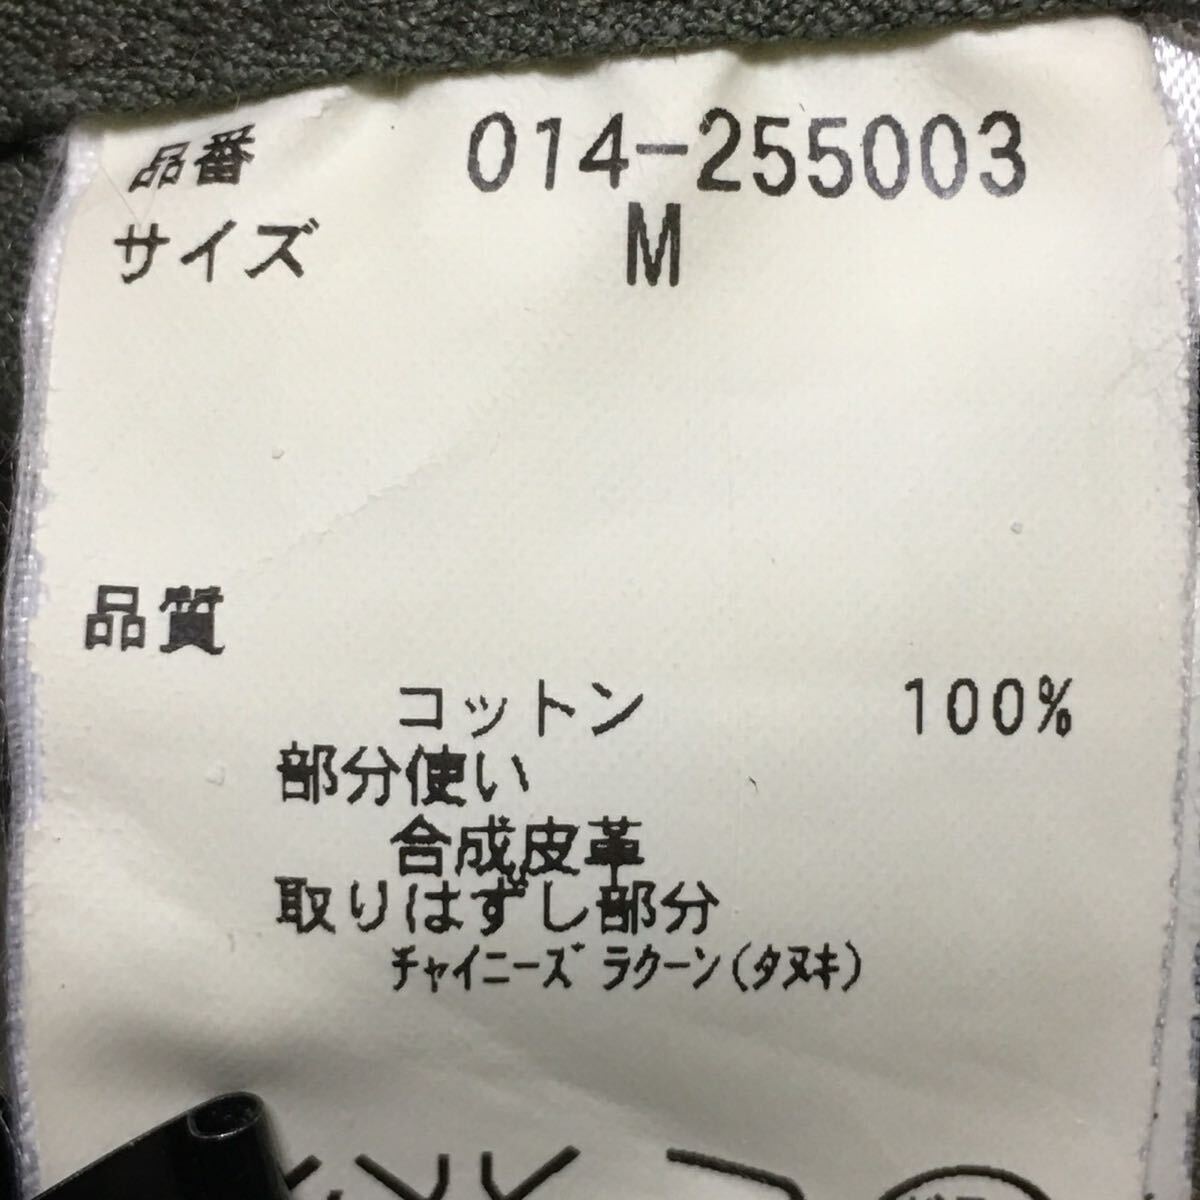 品番 014-255003
サイズ M
品質
コットン 100%
部分使い
合成皮革
取りはずし部分
チャイニーズラクーン(タヌキ)